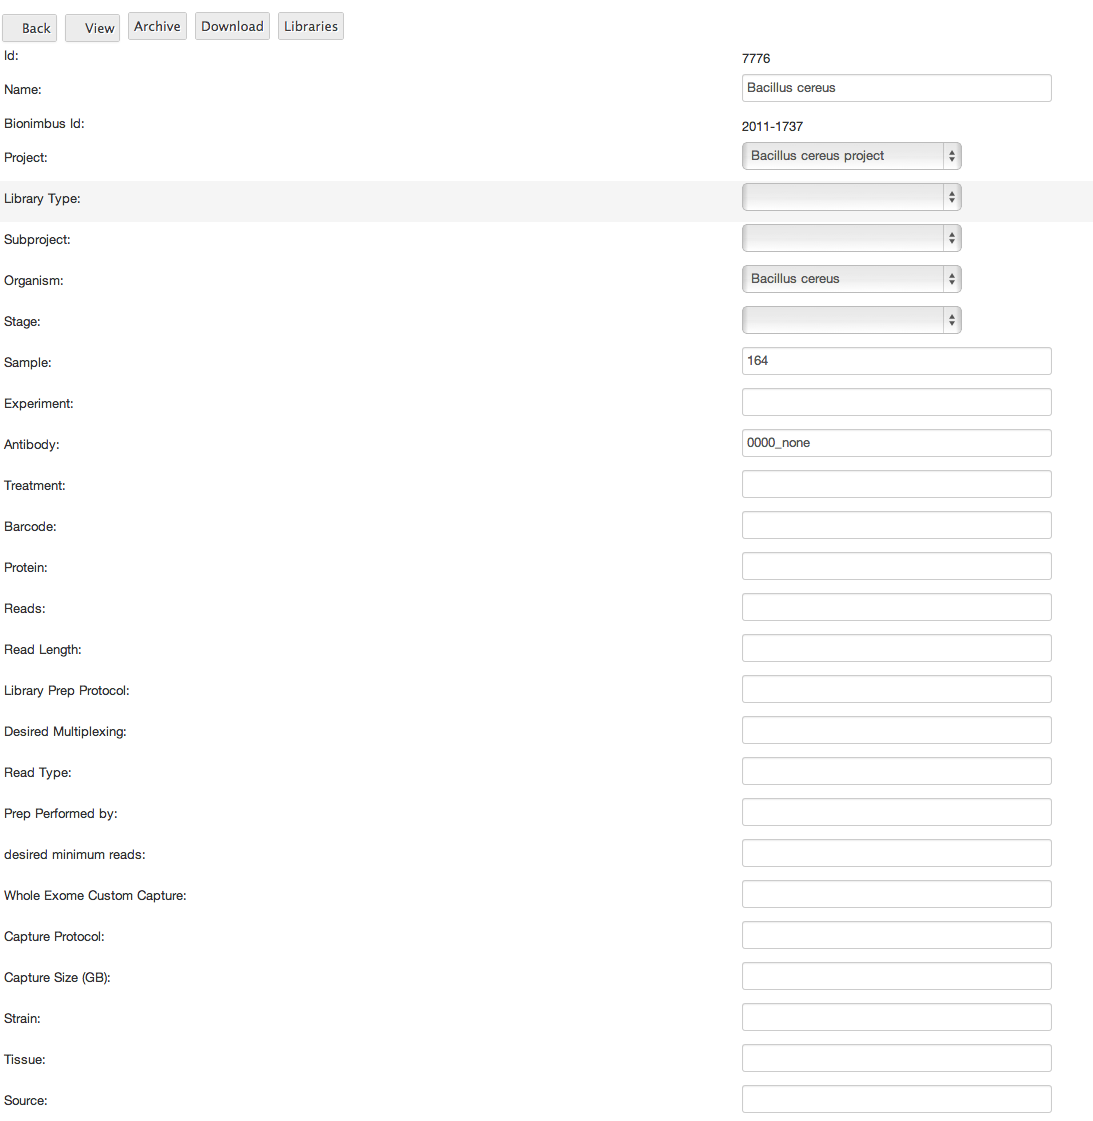 Back View Archive Download Libraries
Id: 7776
Name: Bacillus cereus
Bionimbus Id: 2011-1737
Project: Bacillus cereus project
Library Type:
Subproject:
Organism: Bacillus cereus
Stage:
Sample: 164
Experiment:
Antibody: 0000_none
Treatment:
Barcode:
Protein:
Reads:
Read Length:
Library Prep Protocol:
Desired Multiplexing:
Read Type:
Prep Performed by:
desired minimum reads:
Whole Exome Custom Capture:
Capture Protocol:
Capture Size (GB):
Strain:
Tissue:
Source: